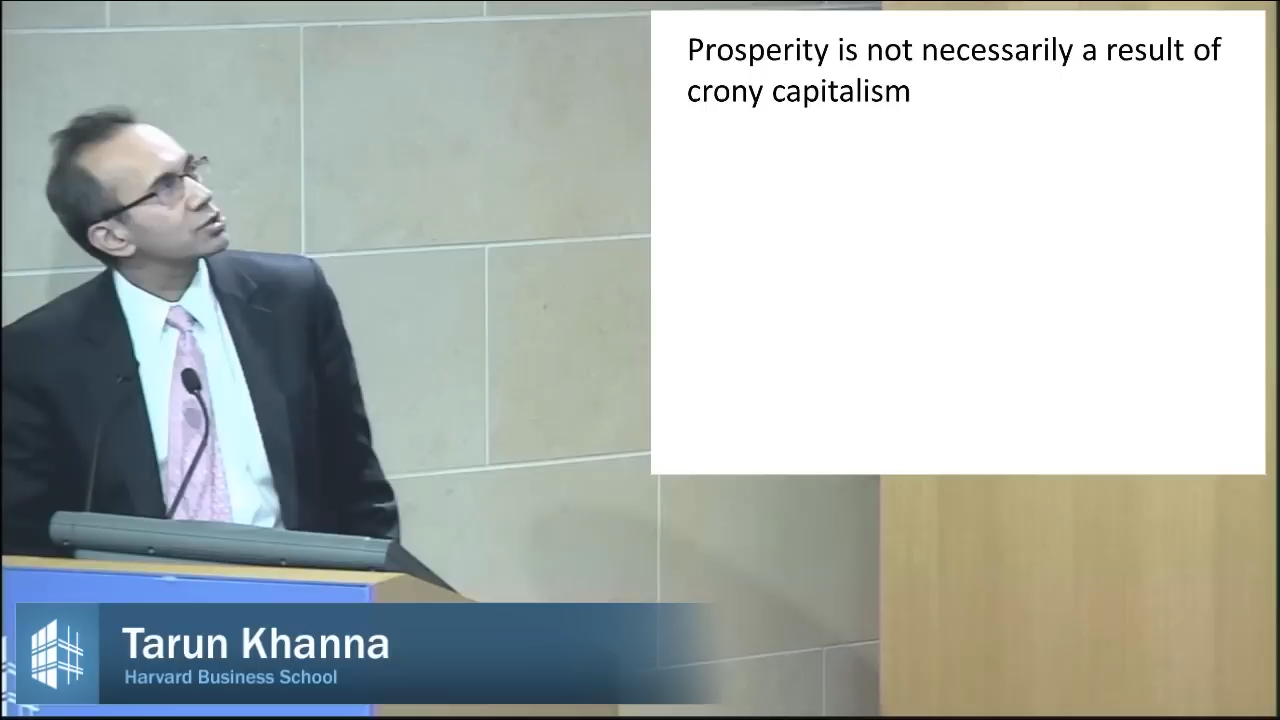 Prosperity is not necessarily a result of
crony capitalism
Tarun Khanna
Harvard Business School